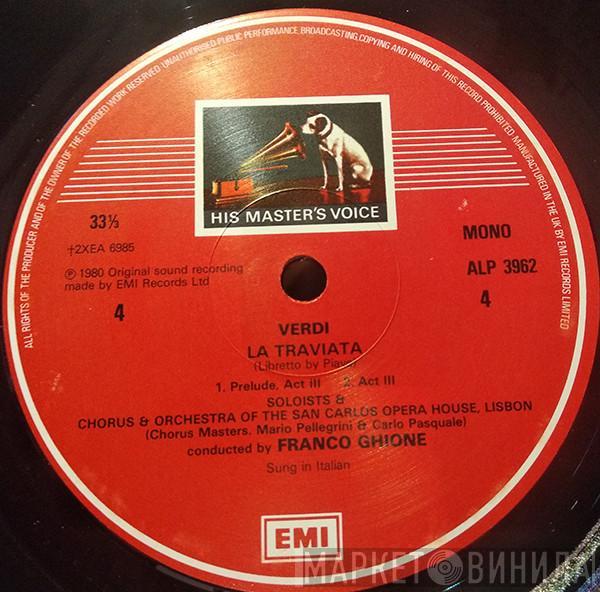 ALL RIGHTS OF THE PRODUCER AND OF THE OWNER OF THE RECORDED WORK RESERVED. UNAUTHORISED PUBLIC PERFORMANCE, BROADCASTING, COPYING AND HIRING OF THIS RECORD PROHIBITED. MANUFACTURED IN THE UK BY EMI RECORDS LIMITED
HIS MASTER'S VOICE
33⅓
MONO
†2XEA 6985
ALP 3962
℗ 1980 Original sound recording
made by EMI Records Ltd
4
4
VERDI
LA TRAVIATA
(Libretto by Piave)
1. Prelude, Act III 2. Act III
SOLOISTS &
CHORUS & ORCHESTRA OF THE SAN CARLOS OPERA HOUSE, LISBON
(Chorus Masters. Mario Pellegrini & Carlo Pasquale)
conducted by FRANCO GHIONE
Sung in Italian
EMI
МАРКЕТ ВИНИЛА